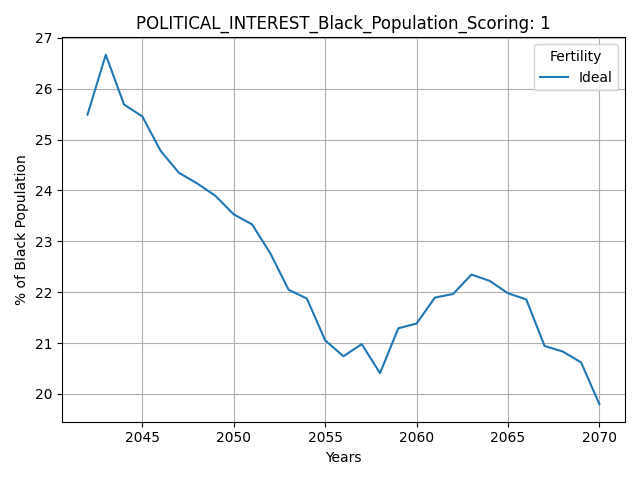 POLITICAL_INTEREST_Black_Population_Scoring: 1
Fertility
Ideal
% of Black Population
27
26
25
24
23
22
21
20
2045 2050 2055 2060 2065 2070
Years